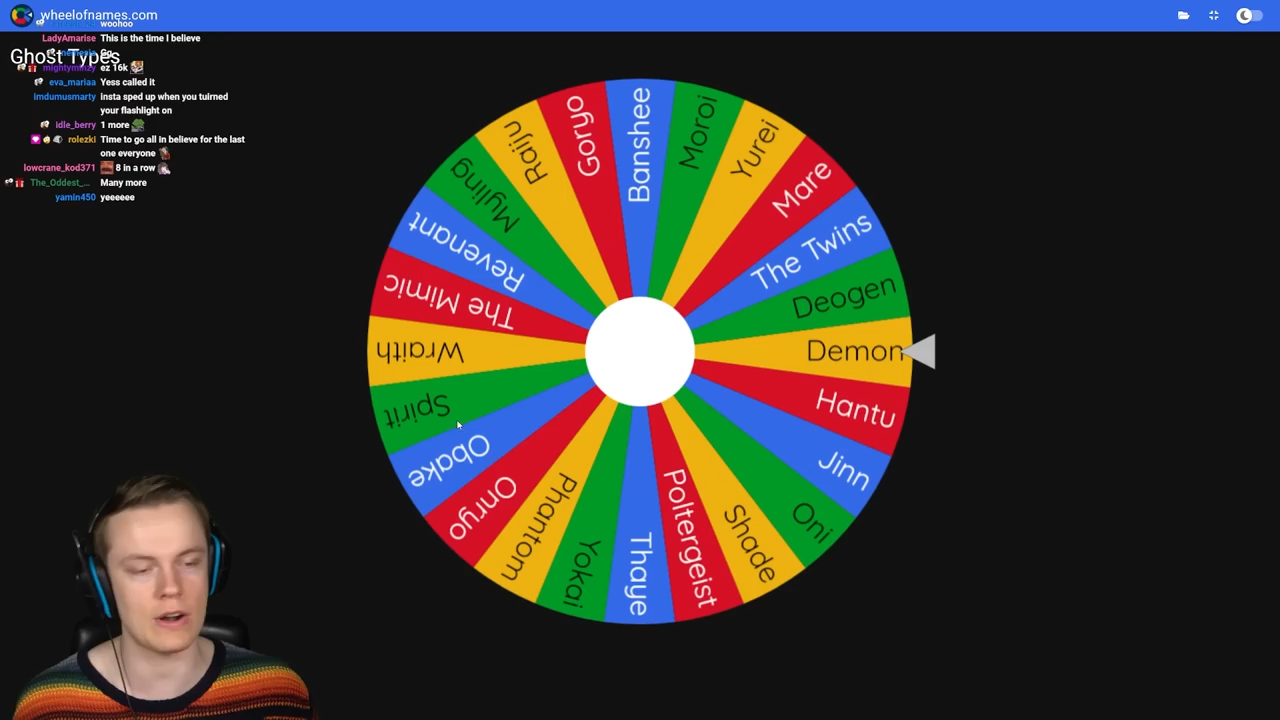 wheelofnames.com
woohoo
LadyAmarise This is the time I believe
Ghost Types
mightymmzy ez 16k
eva_mariaa Yess called it
imdumusmarty insta sped up when you tuirned
your flashlight on
idle_berry 1 more
rolezki Time to go all in believe for the last
one everyone
lowcrane_kod371 8 in a row
The_Oddest_... Many more
yamin450 yeeeeee
Banshee
Moroi
Yurei
Mare
The Twins
Deogen
Demon
Hantu
Jinn
Oni
Shade
Poltergeist
Thaye
Yokai
Phantom
Onryo
Obake
Spirit
Wraith
The Mimic
Revenant
Myling
Raiju
Goryo